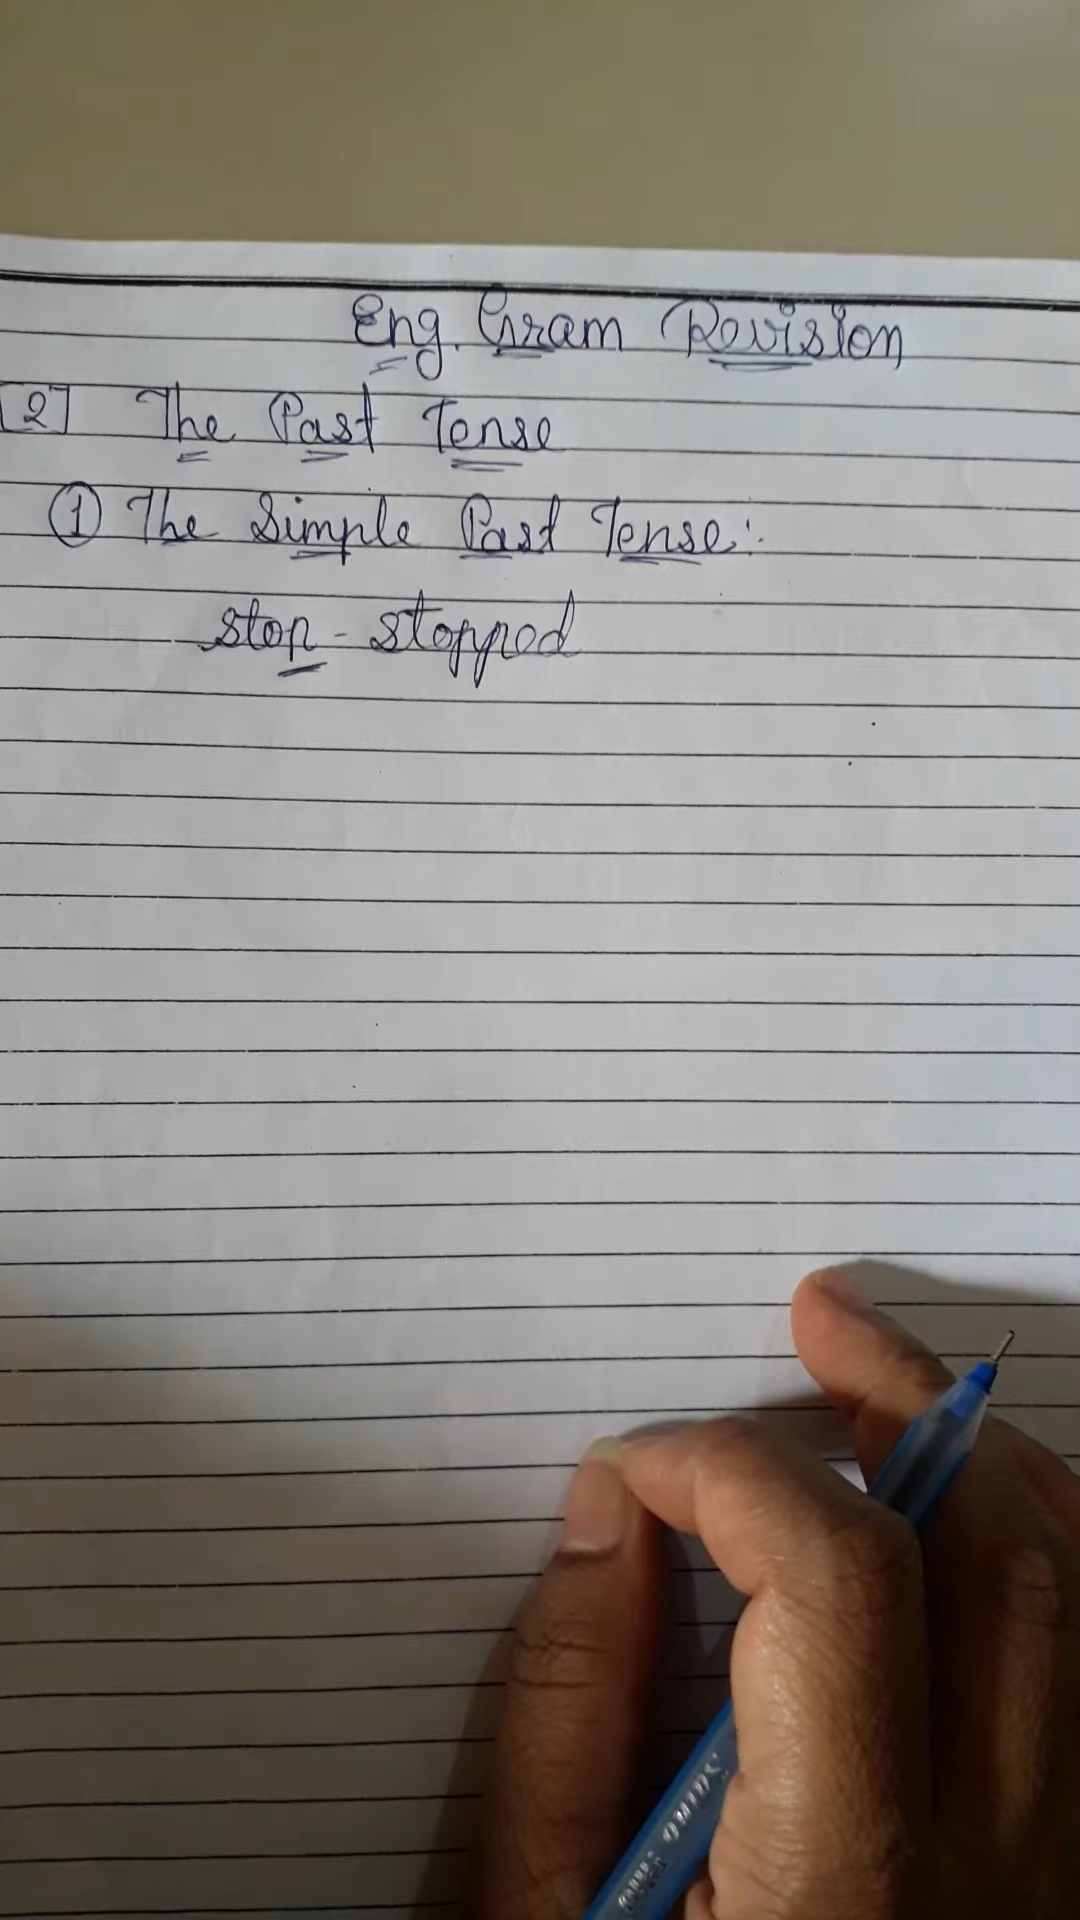 Eng. Gram Revision
[2] The Past Tense
① The Simple Past Tense:
stop - stopped